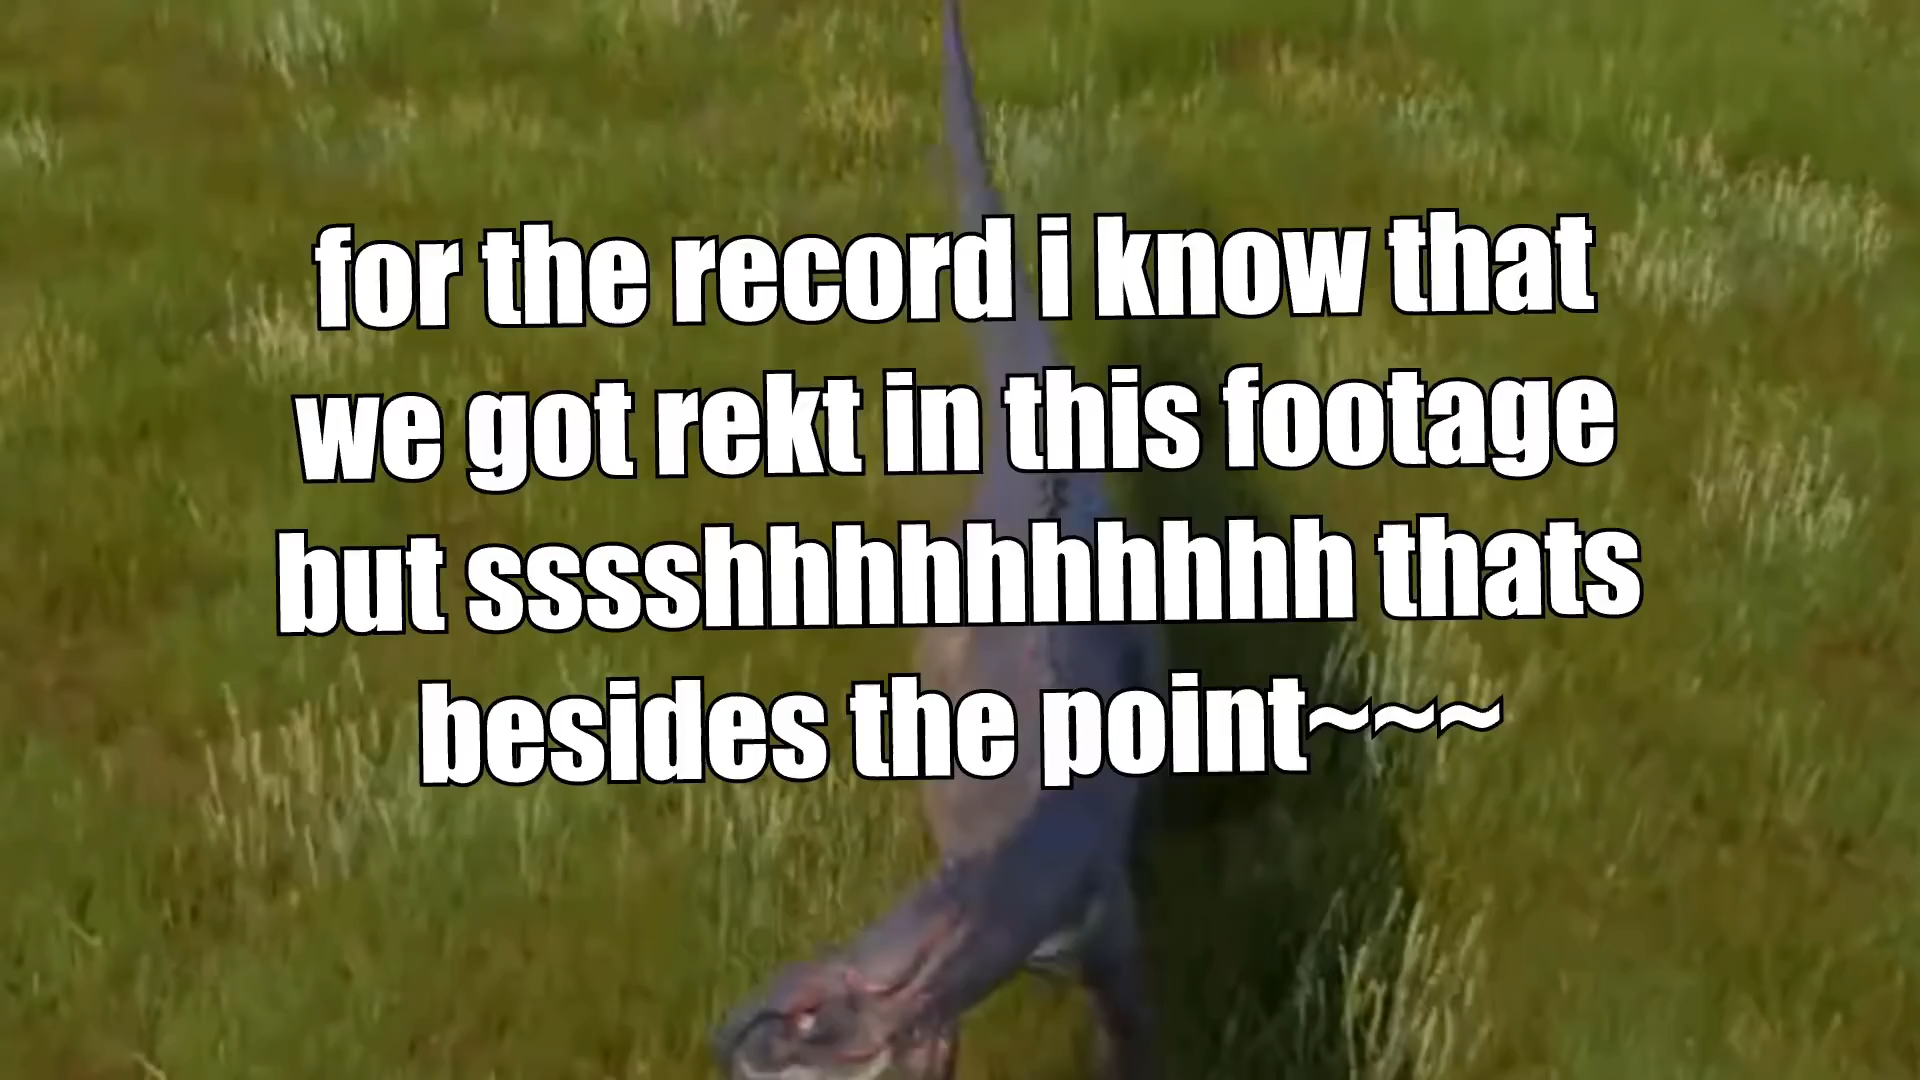 for the record i know that
we got rekt in this footage
but sssshhhhhhhhhh thats
besides the point~~~